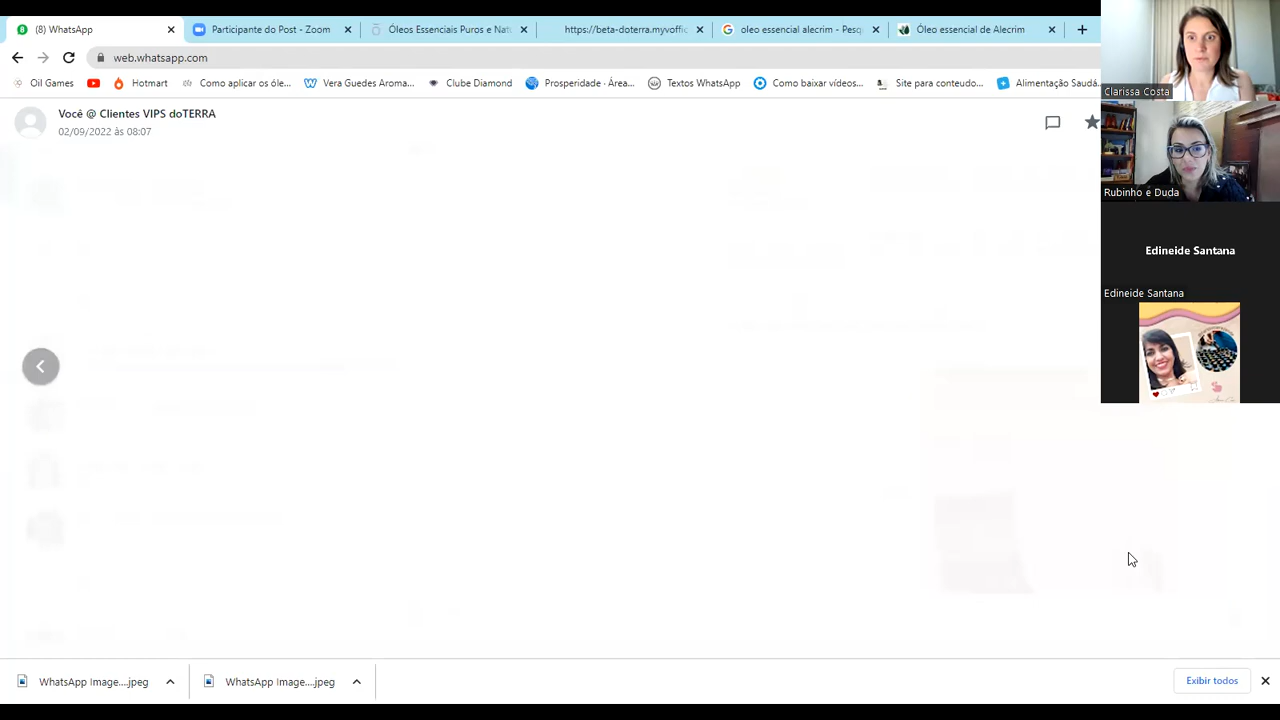 (8) WhatsApp
Participante do Post - Zoom
Óleos Essenciais Puros e Nat
https://beta-doterra.myvoffic
oleo essencial alecrim - Pesq
Óleo essencial de Alecrim
web.whatsapp.com
Oil Games
Hotmart
Como aplicar os óle...
Vera Guedes Aroma...
Clube Diamond
Prosperidade · Área...
Textos WhatsApp
Como baixar vídeos...
Site para conteudo...
Alimentação Saudá
Você @ Clientes VIPS doTERRA
02/09/2022 às 08:07
Clarissa Costa
Rubinho e Duda
Edineide Santana
Edineide Santana
WhatsApp Image....jpeg
WhatsApp Image....jpeg
Exibir todos